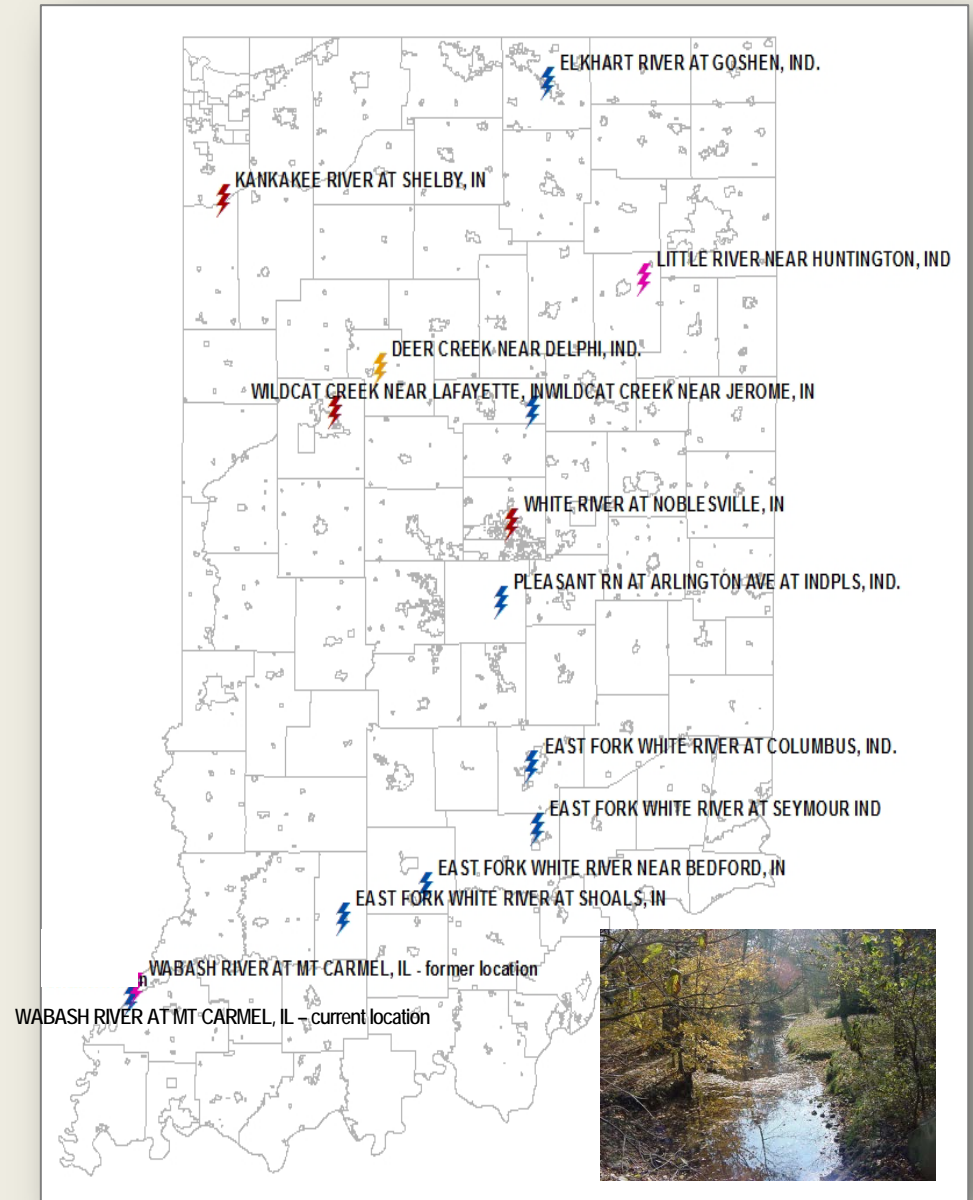 ELKHART RIVER AT GOSHEN, IND.
KANKAKEE RIVER AT SHELBY, IN
LITTLE RIVER NEAR HUNTINGTON, IND
DEER CREEK NEAR DELPHI, IND.
WILDCAT CREEK NEAR LAFAYETTE, IN
WILDCAT CREEK NEAR JEROME, IN
WHITE RIVER AT NOBLESVILLE, IN
PLEASANT RN AT ARLINGTON AVE AT INDPLS, IND.
EAST FORK WHITE RIVER AT COLUMBUS, IND.
EAST FORK WHITE RIVER AT SEYMOUR IND
EAST FORK WHITE RIVER NEAR BEDFORD, IN
EAST FORK WHITE RIVER AT SHOALS, IN
WABASH RIVER AT MT CARMEL, IL - former location
WABASH RIVER AT MT CARMEL, IL – current location